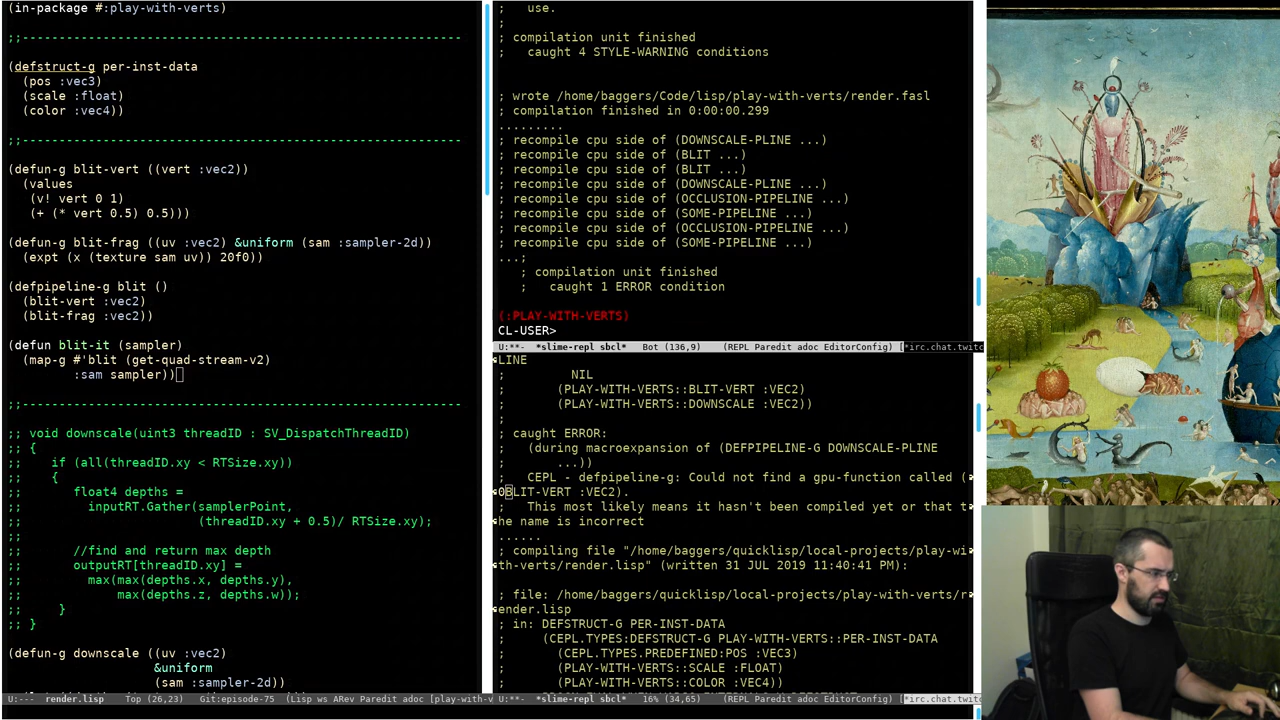 (in-package #:play-with-verts)
;;------------------------------------------------------------
(defstruct-g per-inst-data
  (pos :vec3)
  (scale :float)
  (color :vec4))
;;------------------------------------------------------------
(defun-g blit-vert ((vert :vec2))
  (values
   (v! vert 0 1)
   (+ (* vert 0.5) 0.5)))
(defun-g blit-frag ((uv :vec2) &uniform (sam :sampler-2d))
  (expt (x (texture sam uv)) 20f0))
(defpipeline-g blit ()
  (blit-vert :vec2)
  (blit-frag :vec2))
(defun blit-it (sampler)
  (map-g #'blit (get-quad-stream-v2)
         :sam sampler))
;;------------------------------------------------------------
;; void downscale(uint3 threadID : SV_DispatchThreadID)
;; {
;;    if (all(threadID.xy < RTSize.xy))
;;    {
;;       float4 depths =
;;         inputRT.Gather(samplerPoint,
;;                        (threadID.xy + 0.5)/ RTSize.xy);
;;
;;       //find and return max depth
;;       outputRT[threadID.xy] =
;;         max(max(depths.x, depths.y),
;;             max(depths.z, depths.w));
;;     }
;; }
(defun-g downscale ((uv :vec2)
                    &uniform
                    (sam :sampler-2d))
U:---  render.lisp    Top (26,23)    Git:episode-75  (Lisp ws ARev Paredit adoc [play-with-v
;   use.
;
; compilation unit finished
;   caught 4 STYLE-WARNING conditions
; wrote /home/baggers/Code/lisp/play-with-verts/render.fasl
; compilation finished in 0:00:00.299
.........
; recompile cpu side of (DOWNSCALE-PLINE ...)
; recompile cpu side of (BLIT ...)
; recompile cpu side of (BLIT ...)
; recompile cpu side of (DOWNSCALE-PLINE ...)
; recompile cpu side of (OCCLUSION-PIPELINE ...)
; recompile cpu side of (SOME-PIPELINE ...)
; recompile cpu side of (OCCLUSION-PIPELINE ...)
; recompile cpu side of (SOME-PIPELINE ...)
...;
   ; compilation unit finished
   ;   caught 1 ERROR condition
(:PLAY-WITH-VERTS)
CL-USER>
U:**-  *slime-repl sbcl*   Bot (136,9)    (REPL Paredit adoc EditorConfig) [*irc.chat.twitc
LINE
;         NIL
;       (PLAY-WITH-VERTS::BLIT-VERT :VEC2)
;       (PLAY-WITH-VERTS::DOWNSCALE :VEC2))
;
; caught ERROR:
;   (during macroexpansion of (DEFPIPELINE-G DOWNSCALE-PLINE
;       ...))
;   CEPL - defpipeline-g: Could not find a gpu-function called (
0BLIT-VERT :VEC2).
;   This most likely means it hasn't been compiled yet or that t
he name is incorrect
......
; compiling file "/home/baggers/quicklisp/local-projects/play-wi
th-verts/render.lisp" (written 31 JUL 2019 11:40:41 PM):
; file: /home/baggers/quicklisp/local-projects/play-with-verts/r
ender.lisp
; in: DEFSTRUCT-G PER-INST-DATA
;     (CEPL.TYPES:DEFSTRUCT-G PLAY-WITH-VERTS::PER-INST-DATA
;       (CEPL.TYPES.PREDEFINED:POS :VEC3)
;       (PLAY-WITH-VERTS::SCALE :FLOAT)
;       (PLAY-WITH-VERTS::COLOR :VEC4))
U:**-  *slime-repl sbcl*   16% (34,65)    (REPL Paredit adoc EditorConfig) [*irc.chat.twitc